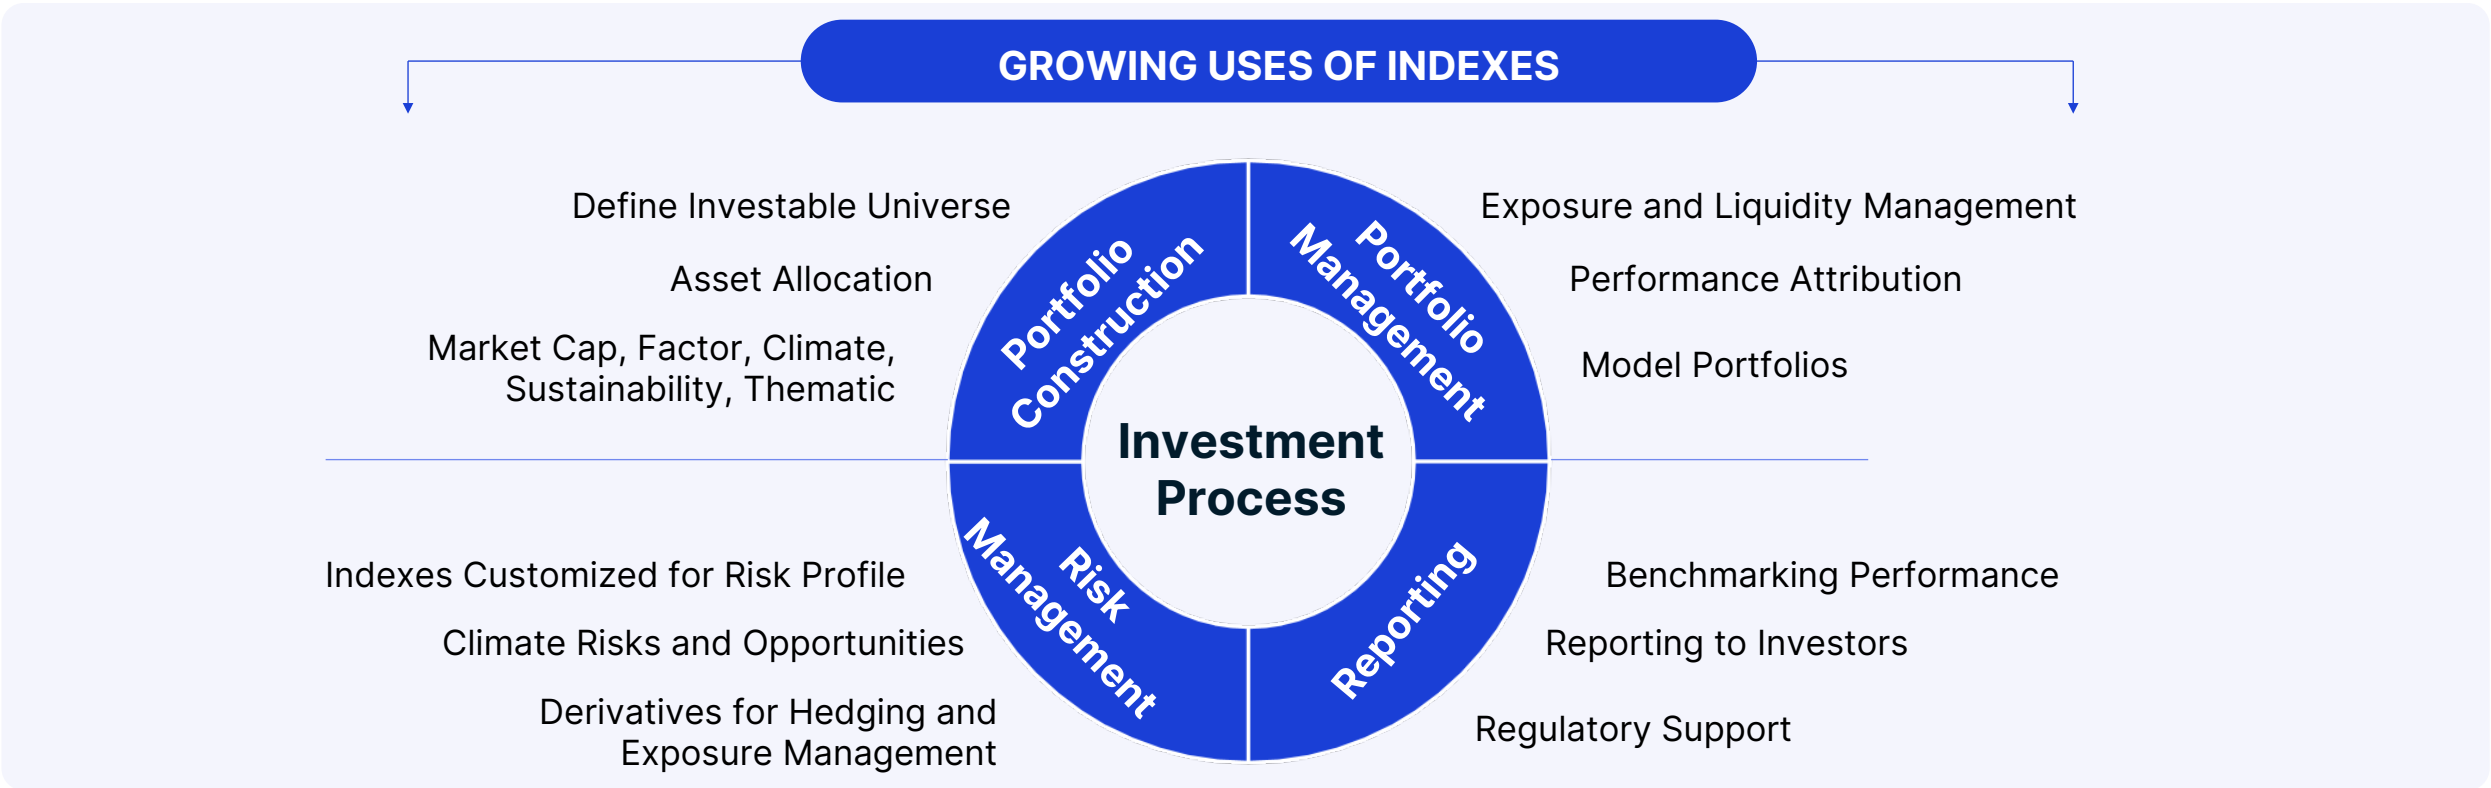 GROWING USES OF INDEXES
Define Investable Universe
Asset Allocation
Market Cap, Factor, Climate,
Sustainability, Thematic
Portfolio
Construction
Portfolio
Management
Exposure and Liquidity Management
Performance Attribution
Model Portfolios
Investment
Process
Indexes Customized for Risk Profile
Climate Risks and Opportunities
Derivatives for Hedging and
Exposure Management
Risk
Management
Reporting
Benchmarking Performance
Reporting to Investors
Regulatory Support